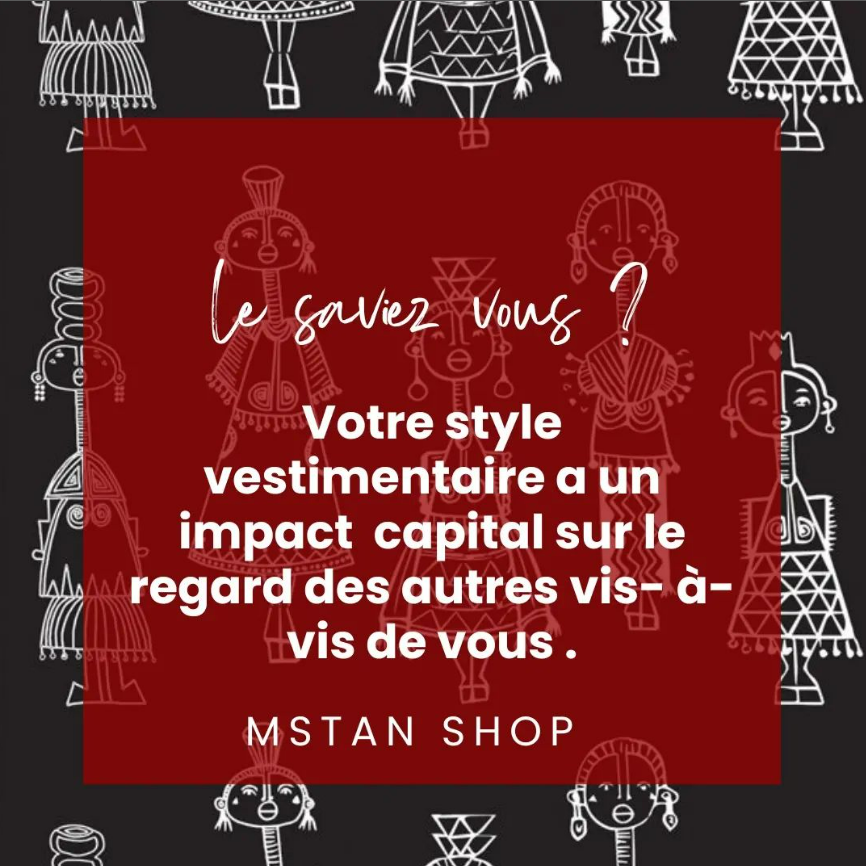 Le saviez vous ?
Votre style
vestimentaire a un
impact  capital sur le
regard des autres vis- à-
vis de vous .
MSTAN SHOP